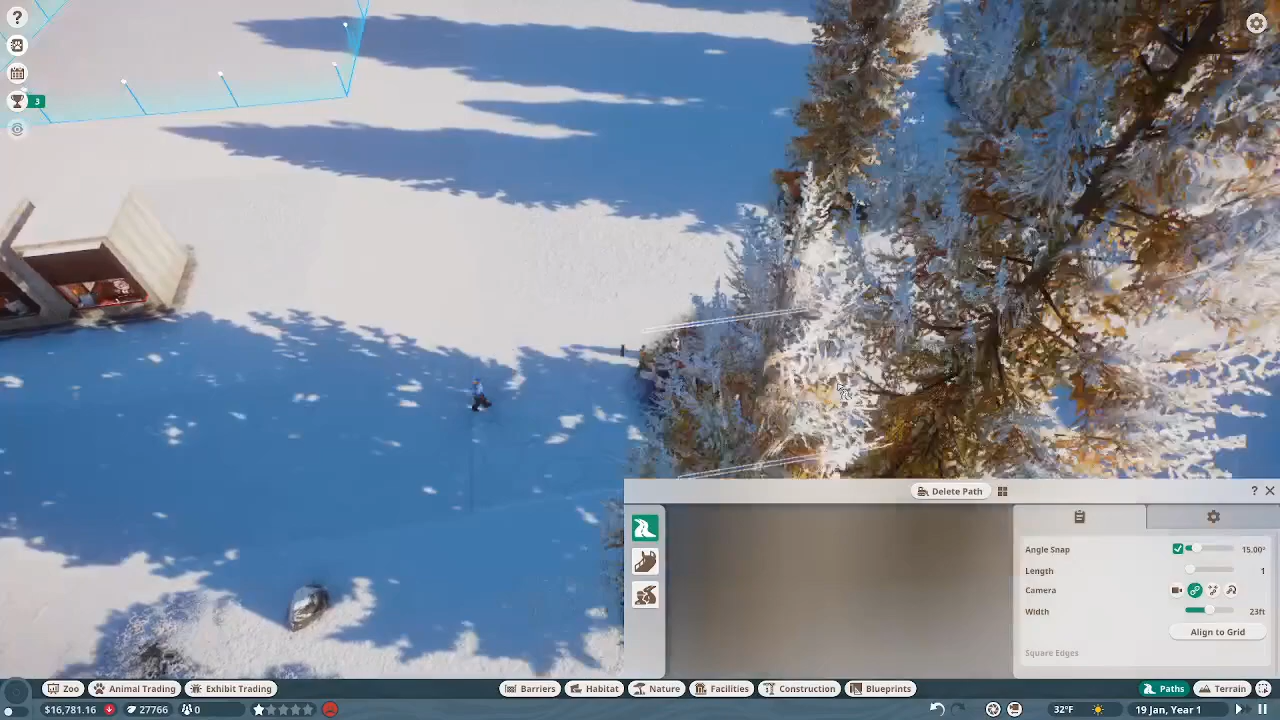 ?
3
Delete Path
?
Angle Snap 15.00°
Length 1
Camera
Width 23ft
Align to Grid
Square Edges
Zoo Animal Trading Exhibit Trading Barriers Habitat Nature Facilities Construction Blueprints Paths Terrain
$16,781.16 27766 0 32°F 19 Jan, Year 1